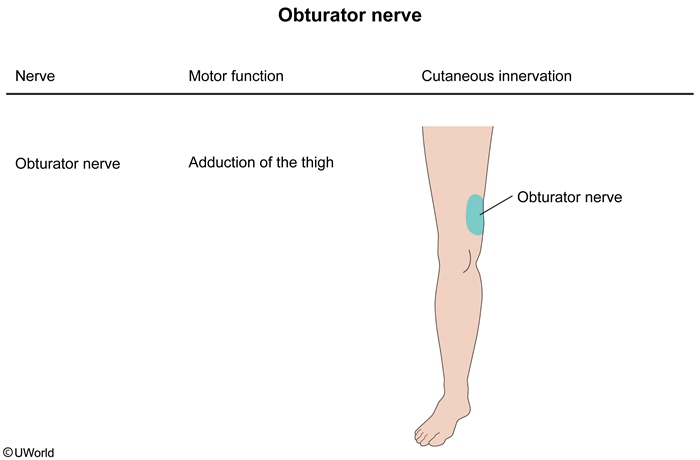 Obturator nerve
Nerve Motor function Cutaneous innervation
Obturator nerve Adduction of the thigh
Obturator nerve
©UWorld